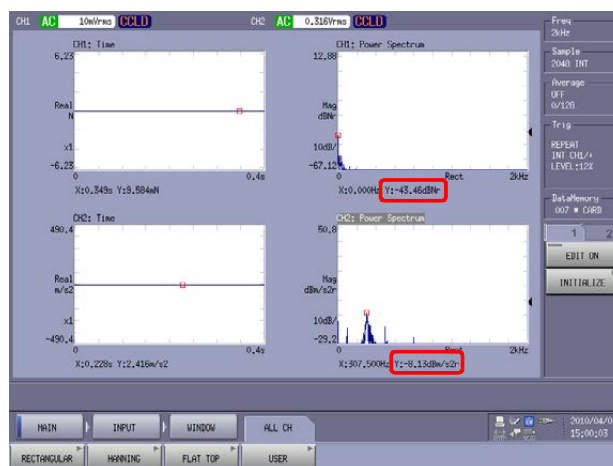 CH1 AC 10mVrms CCLD CH2 AC 0.316Vrms CCLD
Freq
2kHz
Sample
2048 INT
Average
OFF
0/128
Trig
REPEAT
INT CH1/+
LEVEL:12%
DataMemory
007 * CARD
1 2
EDIT ON
INITIALIZE
CH1: Time
6.23
Real
N
x1
-6.23
0 0.4s
X:0.349s Y:9.584mN
CH1: Power Spectrum
12.88
Mag
dBNr
10dB/
-67.12
0 Rect 2kHz
X:0.000Hz Y:-43.46dBNr
CH2: Time
490.4
Real
m/s2
x1
-490.4
0 0.4s
X:0.228s Y:2.416m/s2
CH2: Power Spectrum
50.8
Mag
dBm/s2r
10dB/
-29.2
0 Rect 2kHz
X:307.500Hz Y:-8.13dBm/s2r
MAIN INPUT WINDOW ALL CH
2010/04/0
15:00:03
RECTANGULAR HANNING FLAT TOP USER